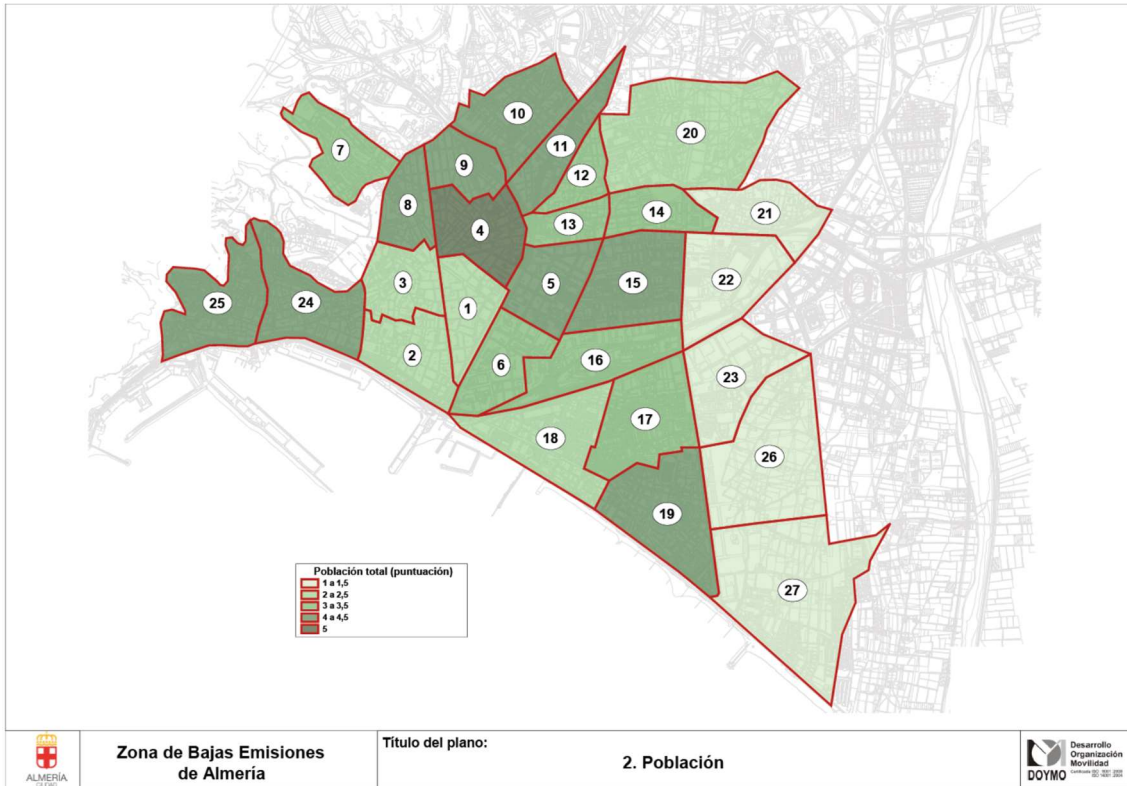 10
20
11
7
9
12
8
14
21
13
4
22
3
5
15
25
24
1
2
6
16
23
17
18
26
19
27
Población total (puntuación)
1 a 1,5
2 a 2,5
3 a 3,5
4 a 4,5
5
ALMERÍA
CIUDAD
Zona de Bajas Emisiones
de Almería
Título del plano:
2. Población
DOYMO
Desarrollo
Organización
Movilidad